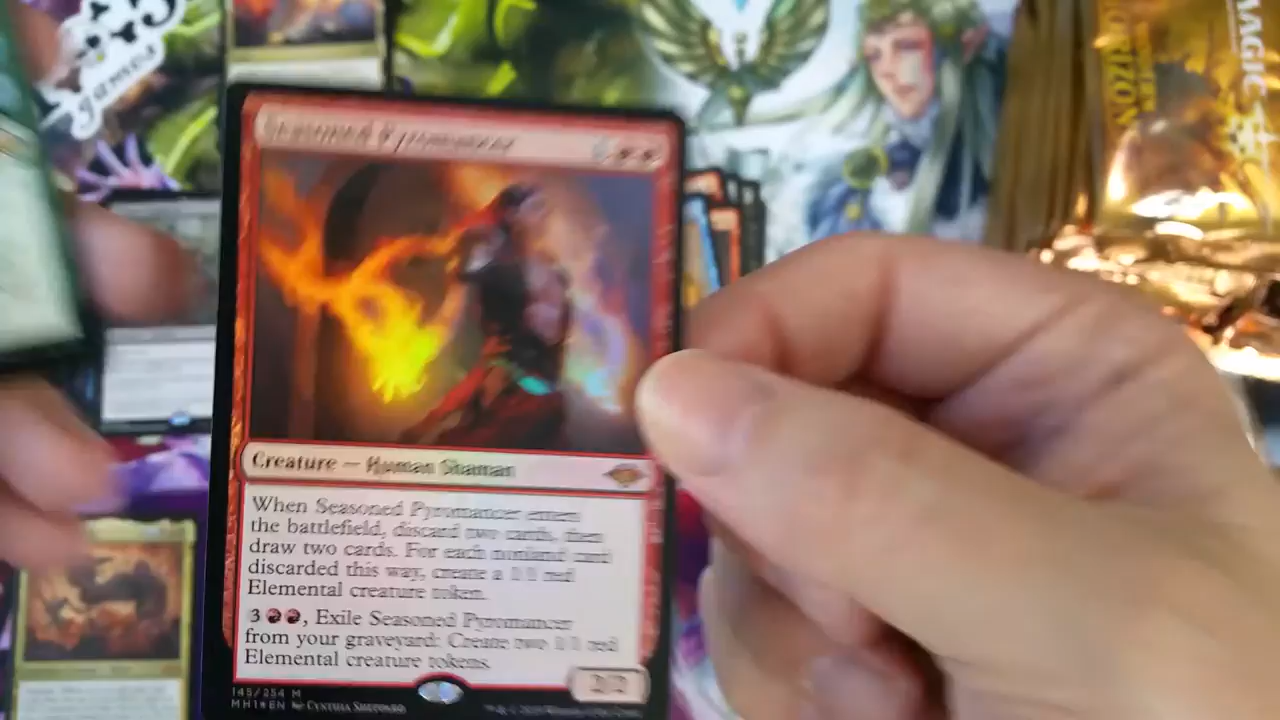 games
MAGIC
HORIZON
Seasoned Pyromancer
Creature — Human Shaman
When Seasoned Pyromancer enters
the battlefield, discard two cards, then
draw two cards. For each nonland card
discarded this way, create a 1/1 red
Elemental creature token.
3, Exile Seasoned Pyromancer
from your graveyard: Create two 1/1 red
Elemental creature tokens.
2/2
145/254 M
MH1 EN CYNTHIA SHEPPARD